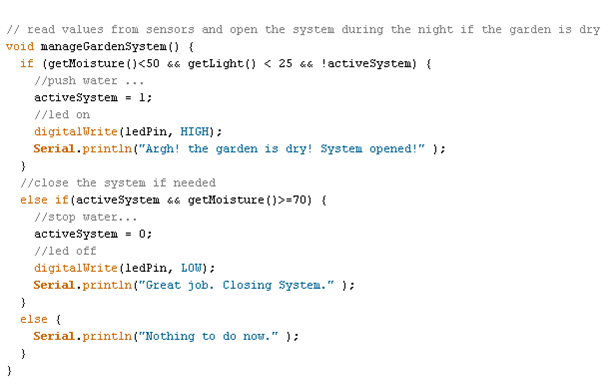 // read values from sensors and open the system during the night if the garden is dry
void manageGardenSystem() {
  if (getMoisture()<50 && getLight() < 25 && !activeSystem) {
    //push water ...
    activeSystem = 1;
    //led on
    digitalWrite(ledPin, HIGH);
    Serial.println("Argh! the garden is dry! System opened!" );
  }
  //close the system if needed
  else if(activeSystem && getMoisture()>=70) {
    //stop water...
    activeSystem = 0;
    //led off
    digitalWrite(ledPin, LOW);
    Serial.println("Great job. Closing System." );
  }
  else {
    Serial.println("Nothing to do now." );
  }
}